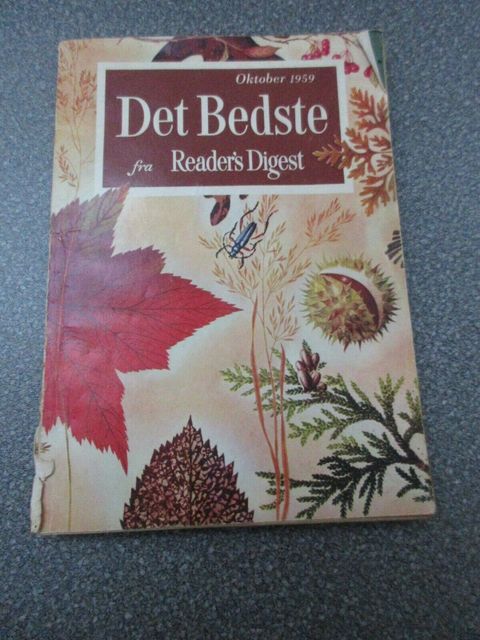 Oktober 1959
Det Bedste
fra Reader's Digest